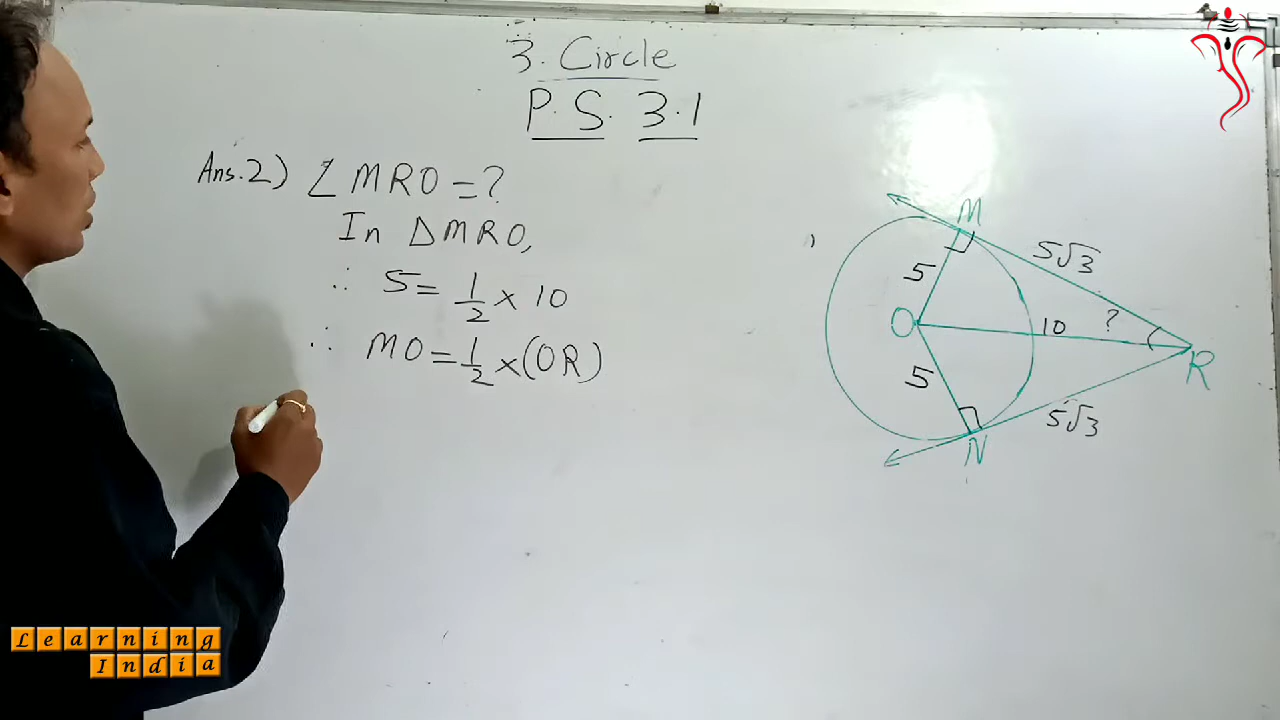 3. Circle
P. S. 3.1
Ans. 2) ∠ MRO = ?
In ΔMRO,
∴ 5 = 1/2 × 10
∴ MO = 1/2 × (OR)
M
5√3
5
O
10
?
R
5
5√3
N
Learning
India